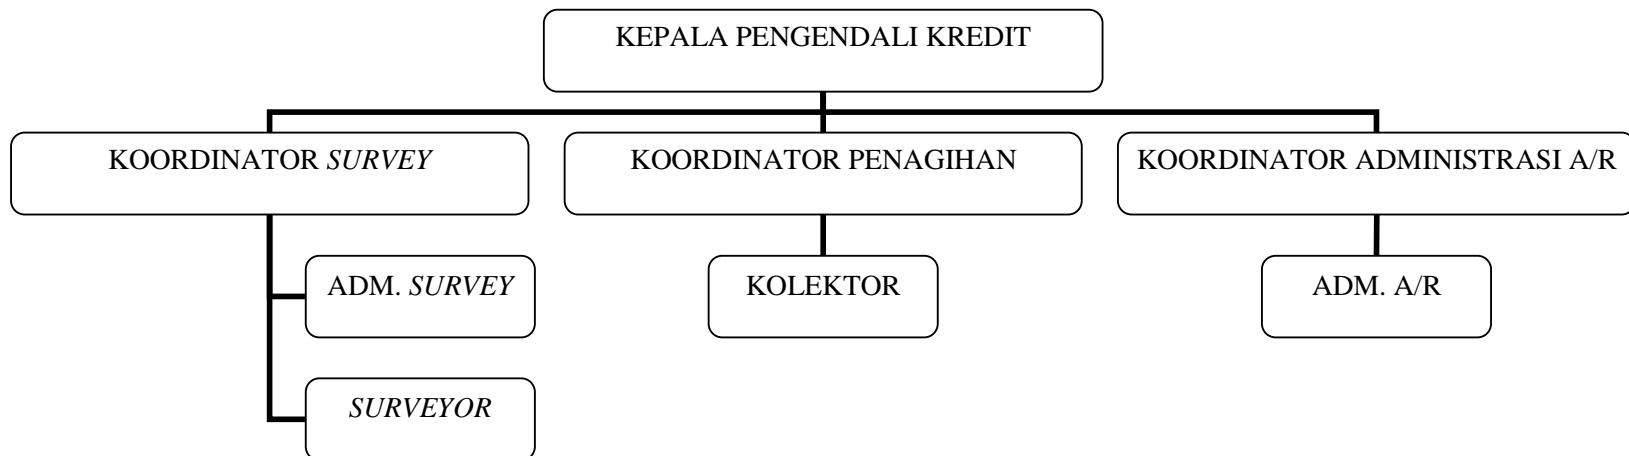 KEPALA PENGENDALI KREDIT
KOORDINATOR SURVEY
KOORDINATOR PENAGIHAN
KOORDINATOR ADMINISTRASI A/R
ADM. SURVEY
KOLEKTOR
ADM. A/R
SURVEYOR